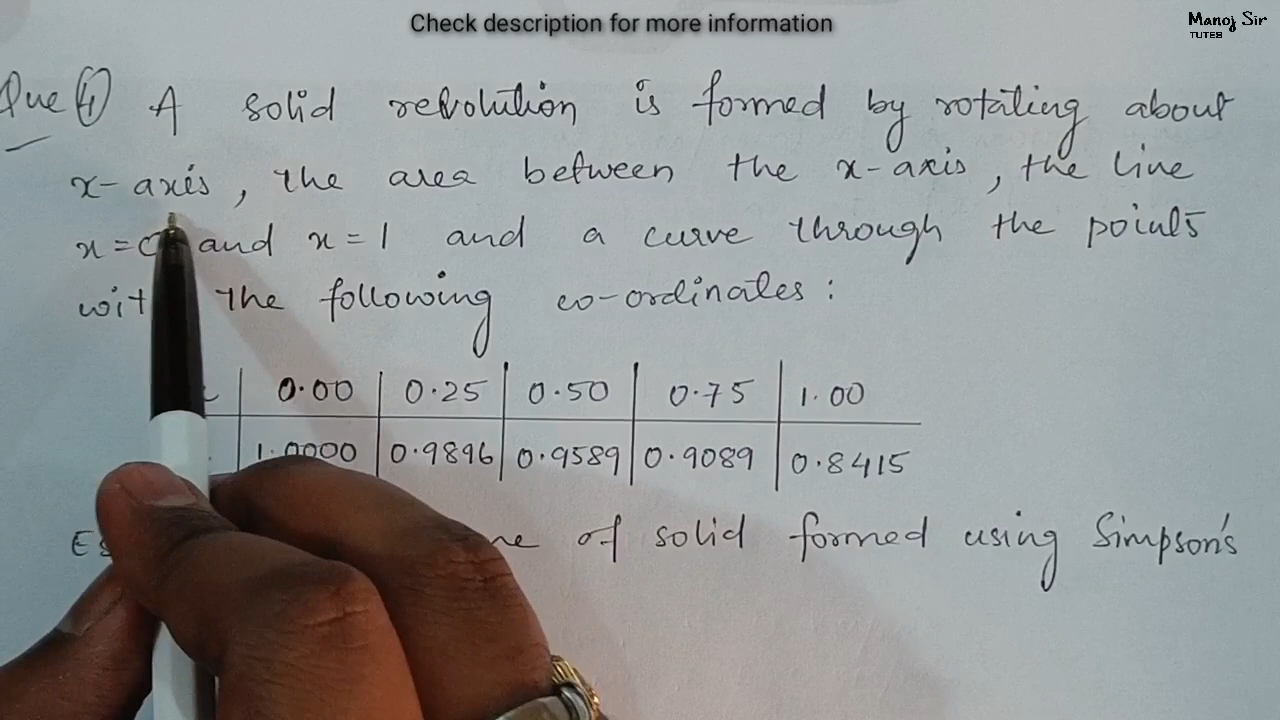 Check description for more information
Manoj Sir
TUTES
Que ④ A solid revolution is formed by rotating about
x-axis, the area between the x-axis, the line
x = and x = 1 and a curve through the points
the following co-ordinates:
0.00 0.25 0.50 0.75 1.00
1.0000 0.9896 0.9589 0.9089 0.8415
of solid formed using Simpson's